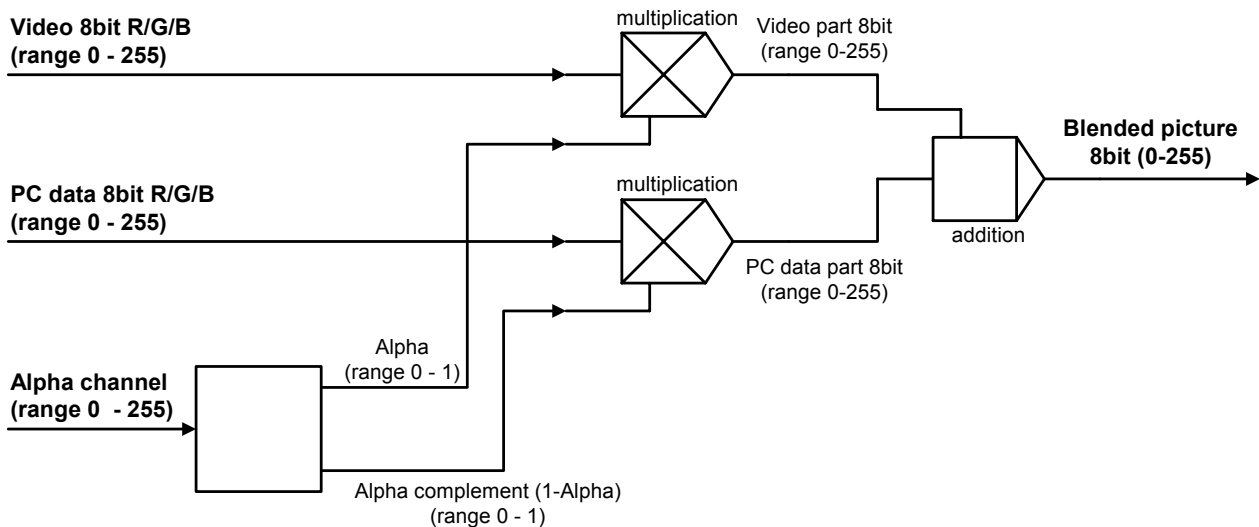 Video 8bit R/G/B
(range 0 - 255)
multiplication
Video part 8bit
(range 0-255)
Blended picture
8bit (0-255)
PC data 8bit R/G/B
(range 0 - 255)
multiplication
addition
PC data part 8bit
(range 0-255)
Alpha
(range 0 - 1)
Alpha channel
(range 0  - 255)
Alpha complement (1-Alpha)
(range 0 - 1)